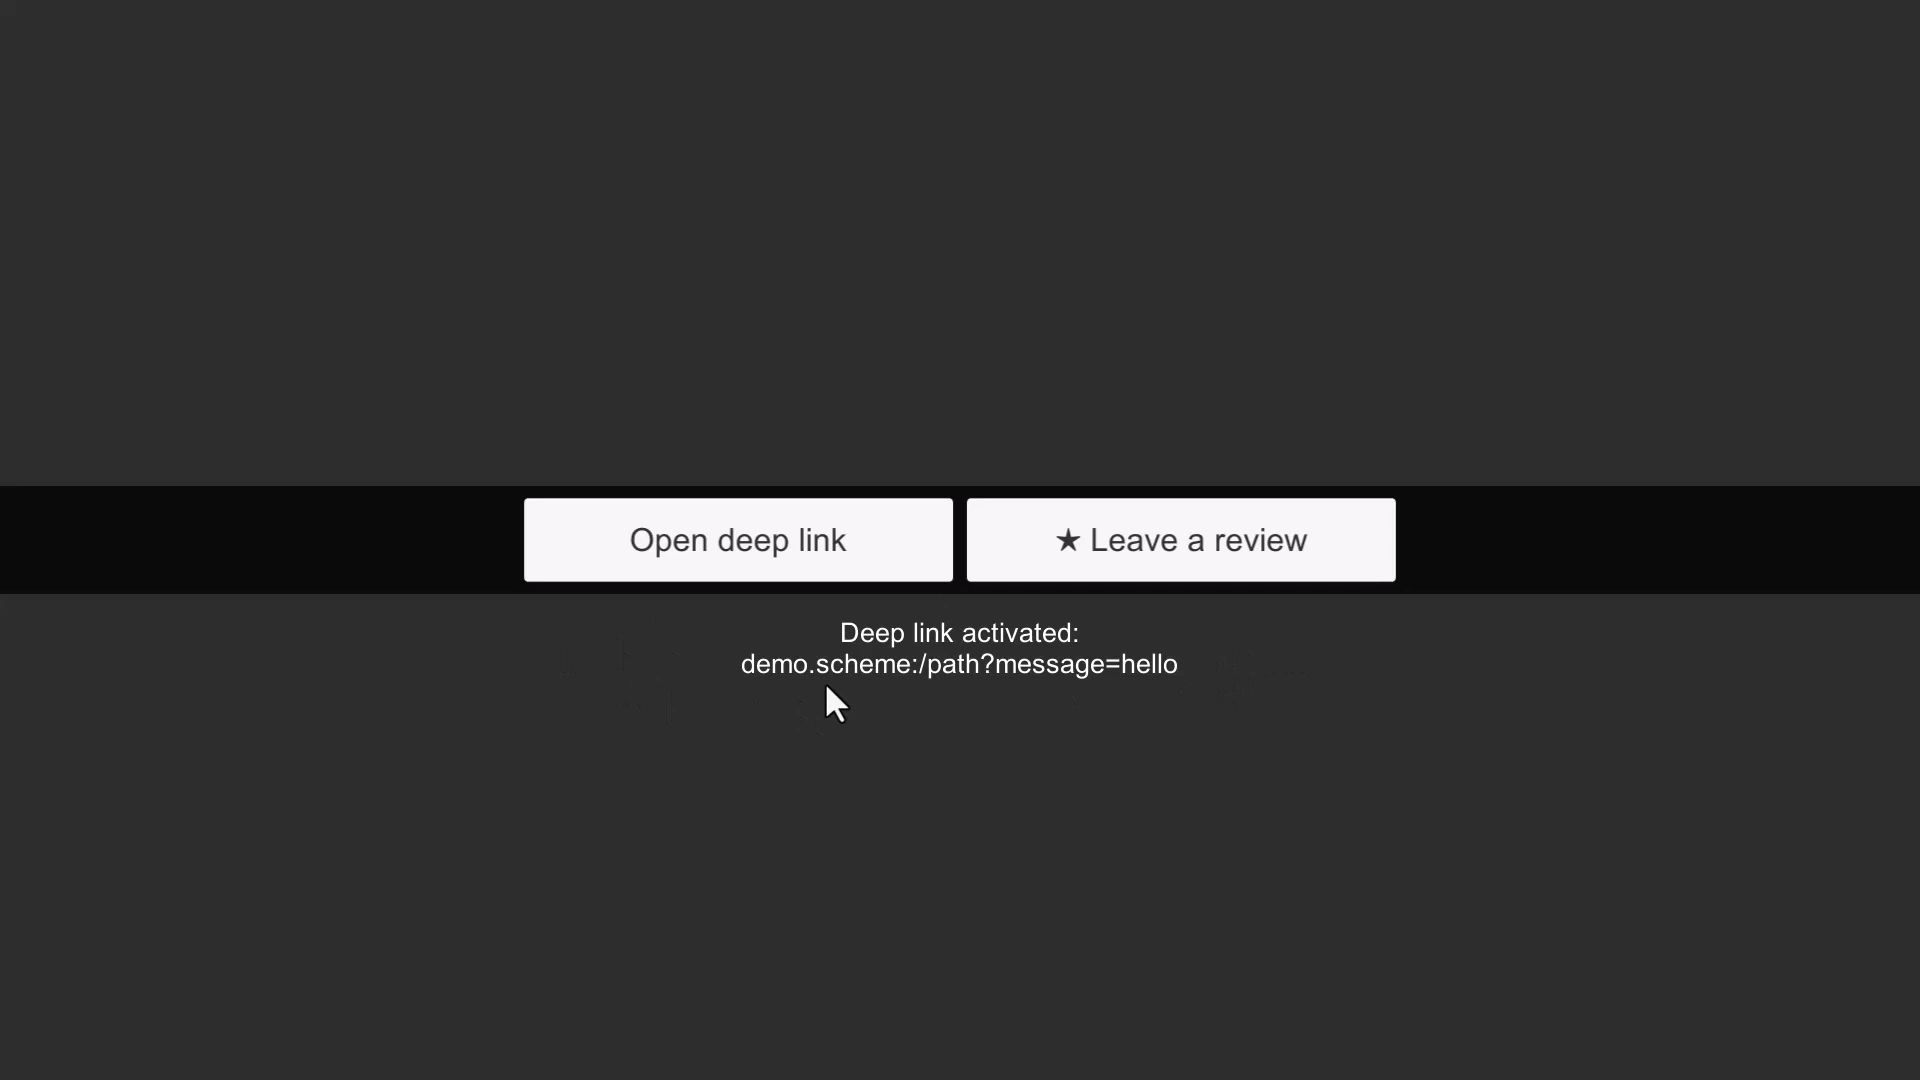 Open deep link
★ Leave a review
Deep link activated:
demo.scheme:/path?message=hello